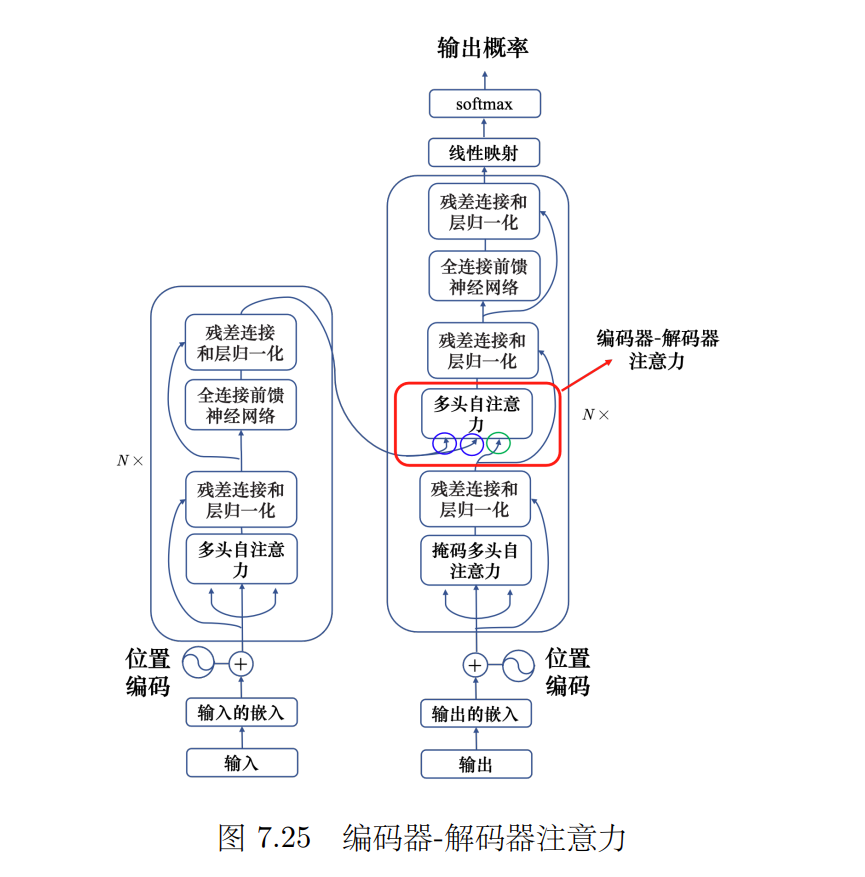 输出概率
softmax
线性映射
残差连接和
层归一化
全连接前馈
神经网络
残差连接和
层归一化
编码器-解码器
注意力
多头自注意
力
N×
残差连接和
层归一化
掩码多头自
注意力
位置
编码
输出的嵌入
输出
残差连接
和层归一化
全连接前馈
神经网络
N×
残差连接和
层归一化
多头自注意
力
位置
编码
输入的嵌入
输入
图 7.25 编码器-解码器注意力